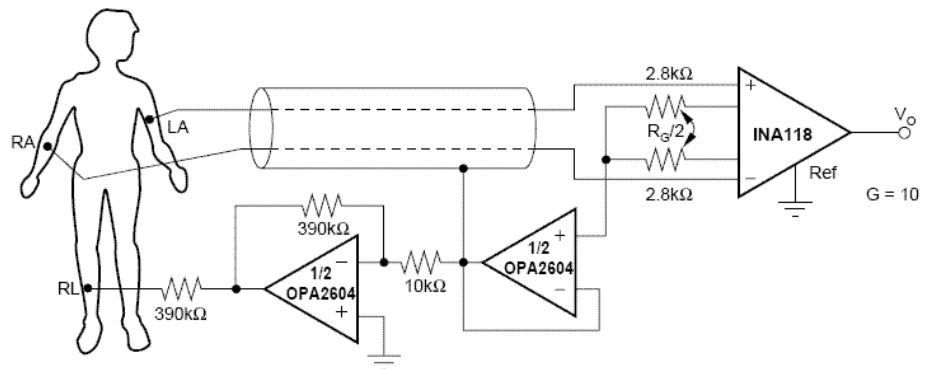 2.8kΩ
+
INA118
VO
LA
RA
RG/2
Ref
–
2.8kΩ
G = 10
390kΩ
+
1/2
OPA2604
–
–
1/2
OPA2604
+
10kΩ
RL
390kΩ